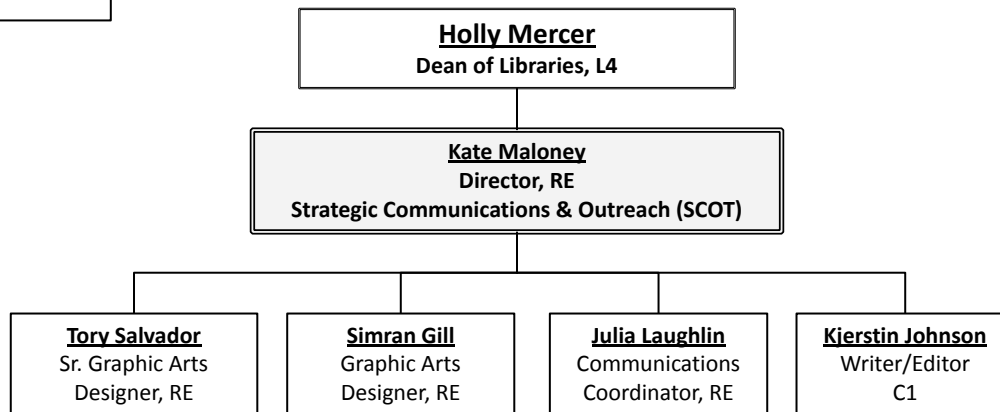 Holly Mercer
Dean of Libraries, L4
Kate Maloney
Director, RE
Strategic Communications & Outreach (SCOT)
Tory Salvador
Sr. Graphic Arts
Designer, RE
Simran Gill
Graphic Arts
Designer, RE
Julia Laughlin
Communications
Coordinator, RE
Kjerstin Johnson
Writer/Editor
C1